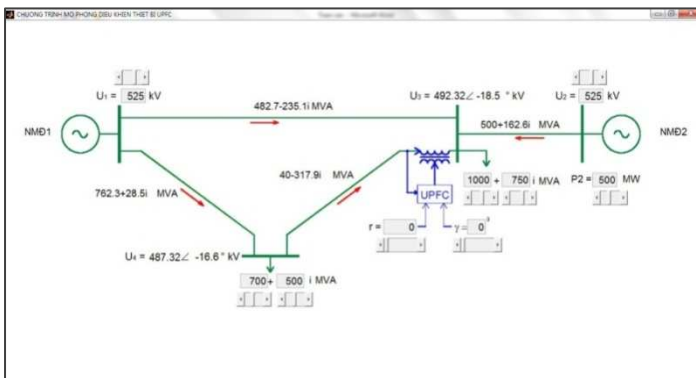 CHUONG TRINH MO PHONG DIEU KHIEN THIET BI UPFC
U₁ = 525 kV
482.7-235.1i MVA
U₃ = 492.32∠ -18.5 ° kV
U₂ = 525 kV
NMĐ1
500+162.6i MVA
NMĐ2
762.3+28.5i MVA
40-317.9i MVA
1000 + 750 i MVA
P2 = 500 MW
UPFC
r = 0
γ = 0
U₄ = 487.32∠ -16.6 ° kV
700+ 500 i MVA